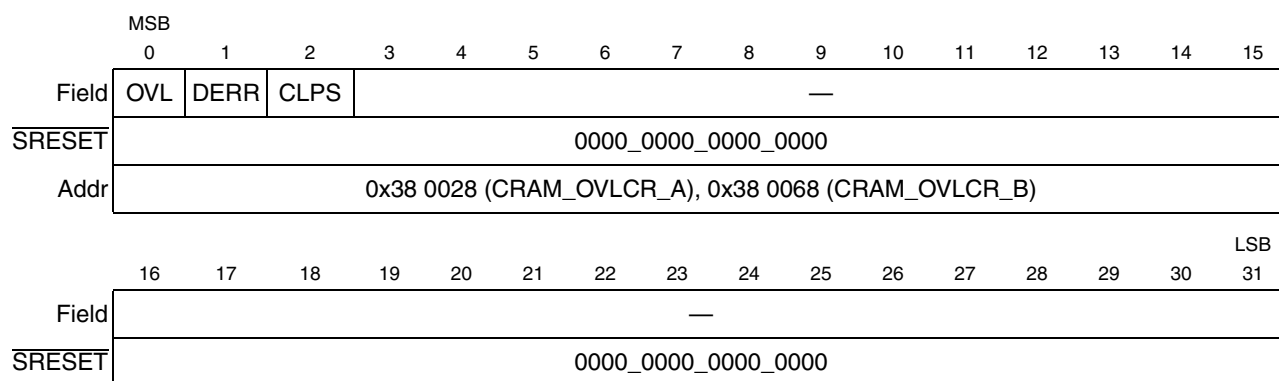 MSB
0 1 2 3 4 5 6 7 8 9 10 11 12 13 14 15
Field OVL DERR CLPS —
SRESET 0000_0000_0000_0000
Addr 0x38 0028 (CRAM_OVLCR_A), 0x38 0068 (CRAM_OVLCR_B)
LSB
16 17 18 19 20 21 22 23 24 25 26 27 28 29 30 31
Field —
SRESET 0000_0000_0000_0000